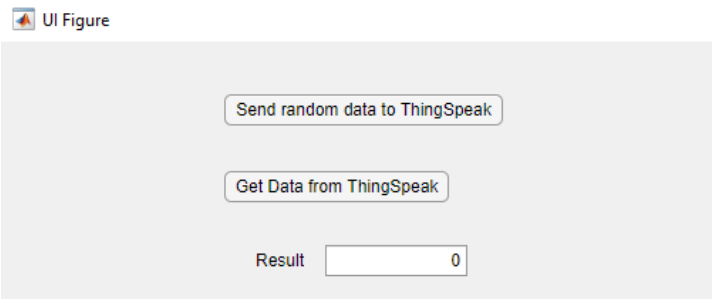 UI Figure
Send random data to ThingSpeak
Get Data from ThingSpeak
Result 0